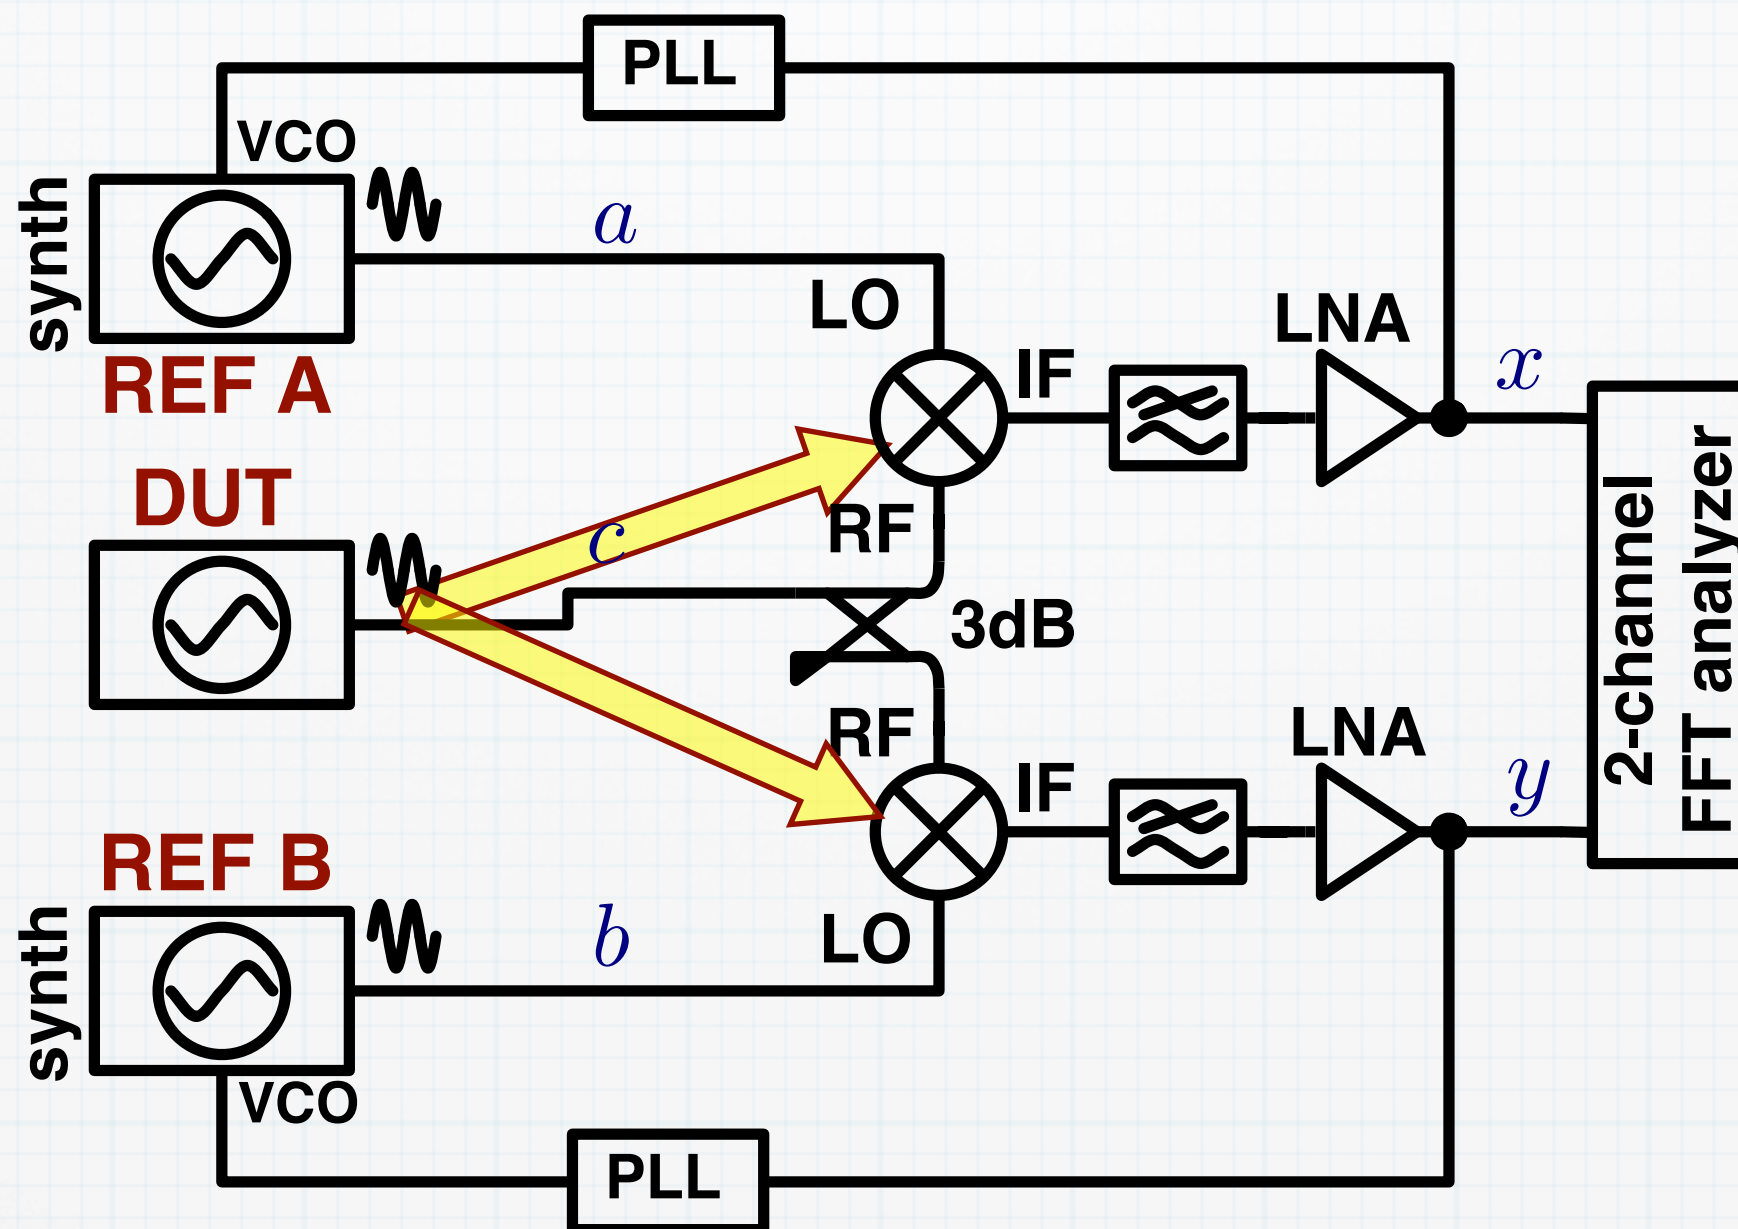 PLL
VCO
synth
a
LO
REF A
LNA
IF
x
DUT
c
RF
3dB
2-channel
FFT analyzer
RF
LNA
IF
y
REF B
synth
b
LO
VCO
PLL